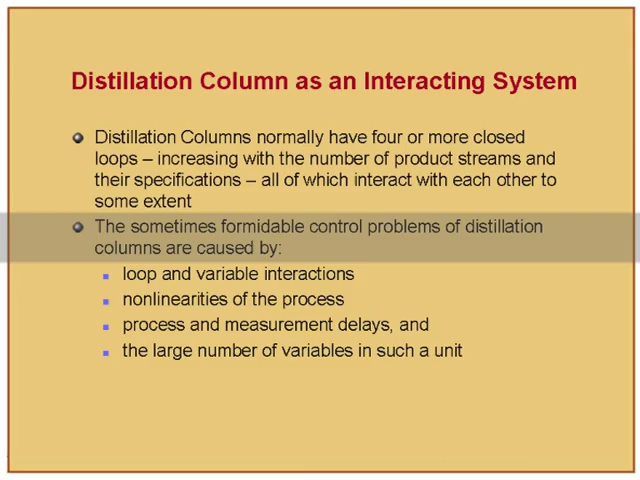 Distillation Column as an Interacting System
Distillation Columns normally have four or more closed
loops – increasing with the number of product streams and
their specifications – all of which interact with each other to
some extent
The sometimes formidable control problems of distillation
columns are caused by:
loop and variable interactions
nonlinearities of the process
process and measurement delays, and
the large number of variables in such a unit